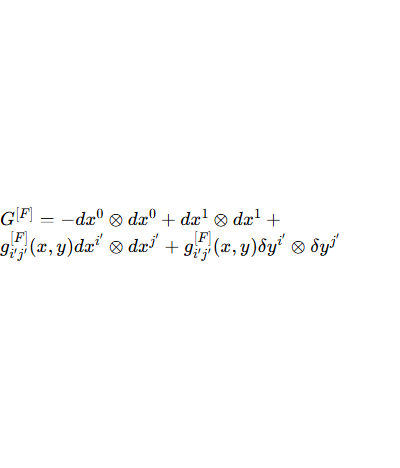 $G^{[F]} = -dx^0 \otimes dx^0 + dx^1 \otimes dx^1 +$
$g^{[F]}_{i'j'}(x, y)dx^{i'} \otimes dx^{j'} + g^{[F]}_{i'j'}(x, y)\delta y^{i'} \otimes \delta y^{j'}$